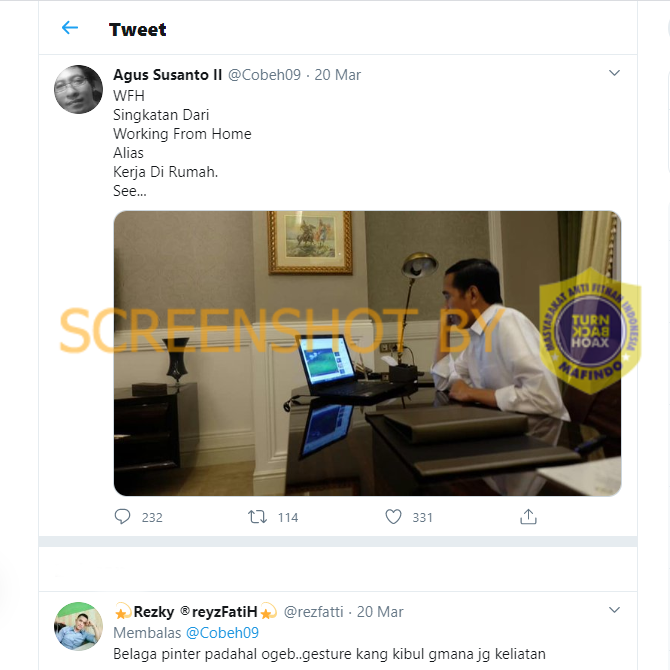 Tweet
Agus Susanto II @Cobeh09 · 20 Mar
WFH
Singkatan Dari
Working From Home
Alias
Kerja Di Rumah.
See...
SCREENSHOT BY
MASYARAKAT ANTI FITNAH INDONESIA
TURN
BACK
HOAX
MAFINDO
232 114 331
Rezky ®reyzFatiH @rezfatti · 20 Mar
Membalas @Cobeh09
Belaga pinter padahal ogeb..gesture kang kibul gmana jg keliatan